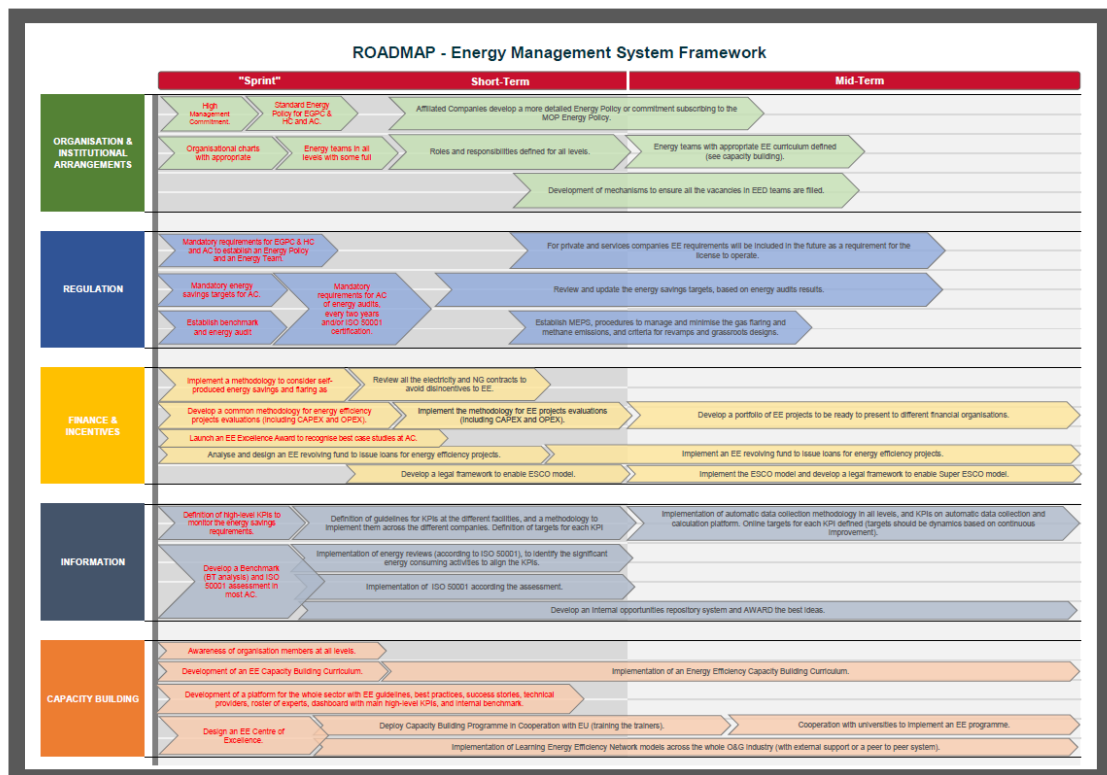 ROADMAP - Energy Management System Framework
"Sprint"
Short-Term
Mid-Term
ORGANISATION &
INSTITUTIONAL
ARRANGEMENTS
High
Management
Commitment.
Standard Energy
Policy for EGPC &
HC and AC.
Affiliated Companies develop a more detailed Energy Policy or commitment subscribing to the
MOP Energy Policy.
Organisational charts
with appropriate
Energy teams in all
levels with some full
Roles and responsibilities defined for all levels.
Energy teams with appropriate EE curriculum defined
(see capacity building).
Development of mechanisms to ensure all the vacancies in EED teams are filled.
REGULATION
Mandatory requirements for EGPC & HC
and AC to establish an Energy Policy
and an Energy Team.
For private and services companies EE requirements will be included in the future as a requirement for the
license to operate.
Mandatory energy
savings targets for AC.
Mandatory
requirements for AC
of energy audits,
every two years
and/or ISO 50001
certification.
Review and update the energy savings targets, based on energy audits results.
Establish benchmark
and energy audit
Establish MEPS, procedures to manage and minimise the gas flaring and
methane emissions, and criteria for revamps and grassroots designs.
FINANCE &
INCENTIVES
Implement a methodology to consider self-
produced energy savings and flaring as
Review all the electricity and NG contracts to
avoid disincentives to EE.
Develop a common methodology for energy efficiency
projects evaluations (including CAPEX and OPEX).
Implement the methodology for EE projects evaluations
(including CAPEX and OPEX).
Develop a portfolio of EE projects to be ready to present to different financial organisations.
Launch an EE Excellence Award to recognise best case studies at AC.
Analyse and design an EE revolving fund to issue loans for energy efficiency projects.
Implement an EE revolving fund to issue loans for energy efficiency projects.
Develop a legal framework to enable ESCO model.
Implement the ESCO model and develop a legal framework to enable Super ESCO model.
INFORMATION
Definition of high-level KPIs to
monitor the energy savings
requirements.
Definition of guidelines for KPIs at the different facilities, and a methodology to
implement them across the different companies. Definition of targets for each KPI
Implementation of automatic data collection methodology in all levels, and KPIs on automatic data collection and
calculation platform. Online targets for each KPI defined (targets should be dynamics based on continuous
improvement).
Develop a Benchmark
(BT analysis) and ISO
50001 assessment in
most AC.
Implementation of energy reviews (according to ISO 50001), to identify the significant
energy consuming activities to align the KPIs.
Implementation of ISO 50001 according the assessment.
Develop an internal opportunities repository system and AWARD the best ideas.
CAPACITY BUILDING
Awareness of organisation members at all levels.
Development of an EE Capacity Building Curriculum.
Implementation of an Energy Efficiency Capacity Building Curriculum.
Development of a platform for the whole sector with EE guidelines, best practices, success stories, technical
providers, roster of experts, dashboard with main high-level KPIs, and internal benchmark.
Design an EE Centre of
Excellence.
Deploy Capacity Building Programme in Cooperation with EU (training the trainers).
Cooperation with universities to implement an EE programme.
Implementation of Learning Energy Efficiency Network models across the whole O&G Industry (with external support or a peer to peer system).